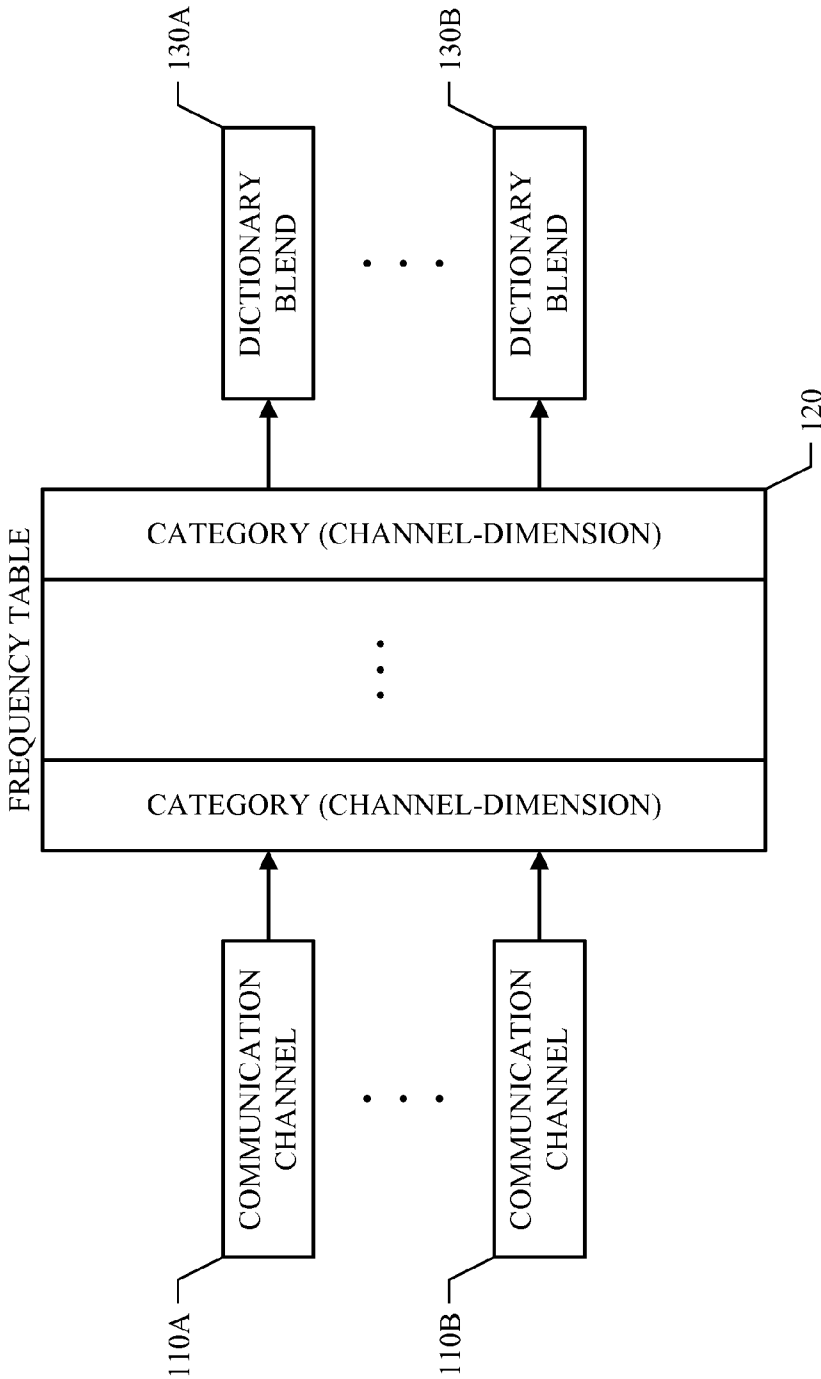 FREQUENCY TABLE
110A
COMMUNICATION
CHANNEL
. . .
110B
COMMUNICATION
CHANNEL
CATEGORY (CHANNEL-DIMENSION)
. . .
CATEGORY (CHANNEL-DIMENSION)
120
130A
DICTIONARY
BLEND
. . .
130B
DICTIONARY
BLEND